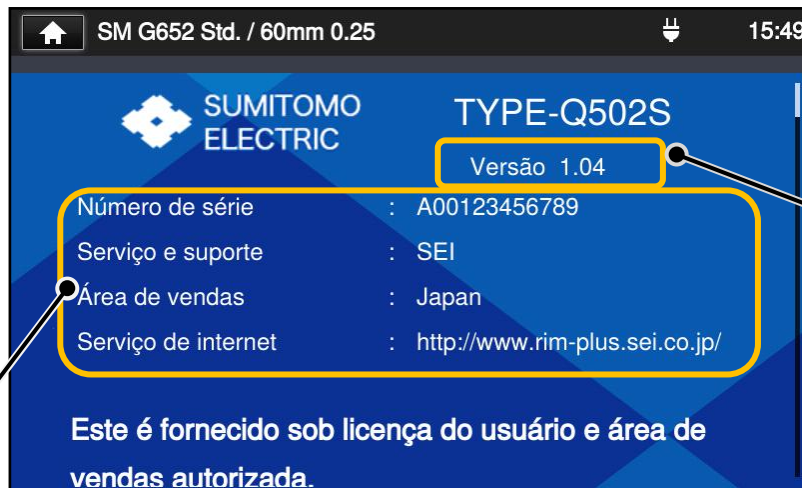 SM G652 Std. / 60mm 0.25 15:49
SUMITOMO
ELECTRIC
TYPE-Q502S
Versão 1.04
Número de série : A00123456789
Serviço e suporte : SEI
Área de vendas : Japan
Serviço de internet : http://www.rim-plus.sei.co.jp/
Este é fornecido sob licença do usuário e área de
vendas autorizada.